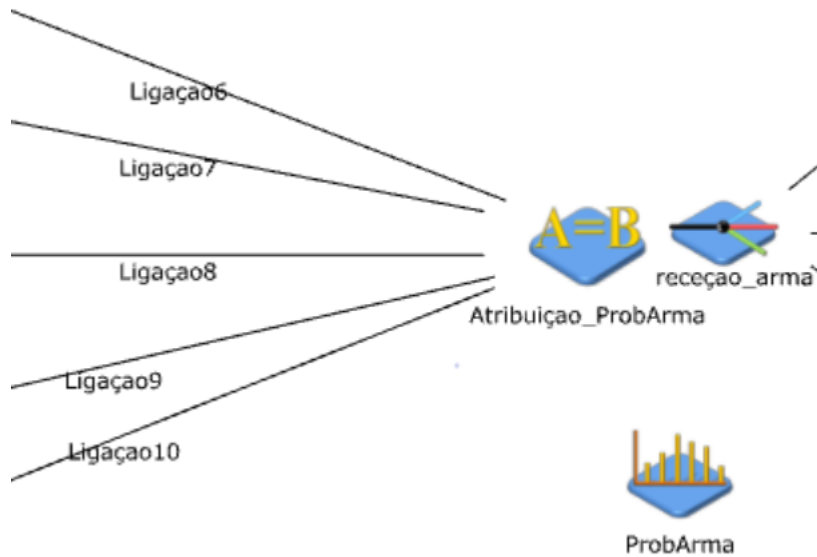 Ligaçao6
Ligaçao7
A=B
Ligaçao8
receçao_arma
Atribuiçao_ProbArma
Ligaçao9
Ligaçao10
ProbArma